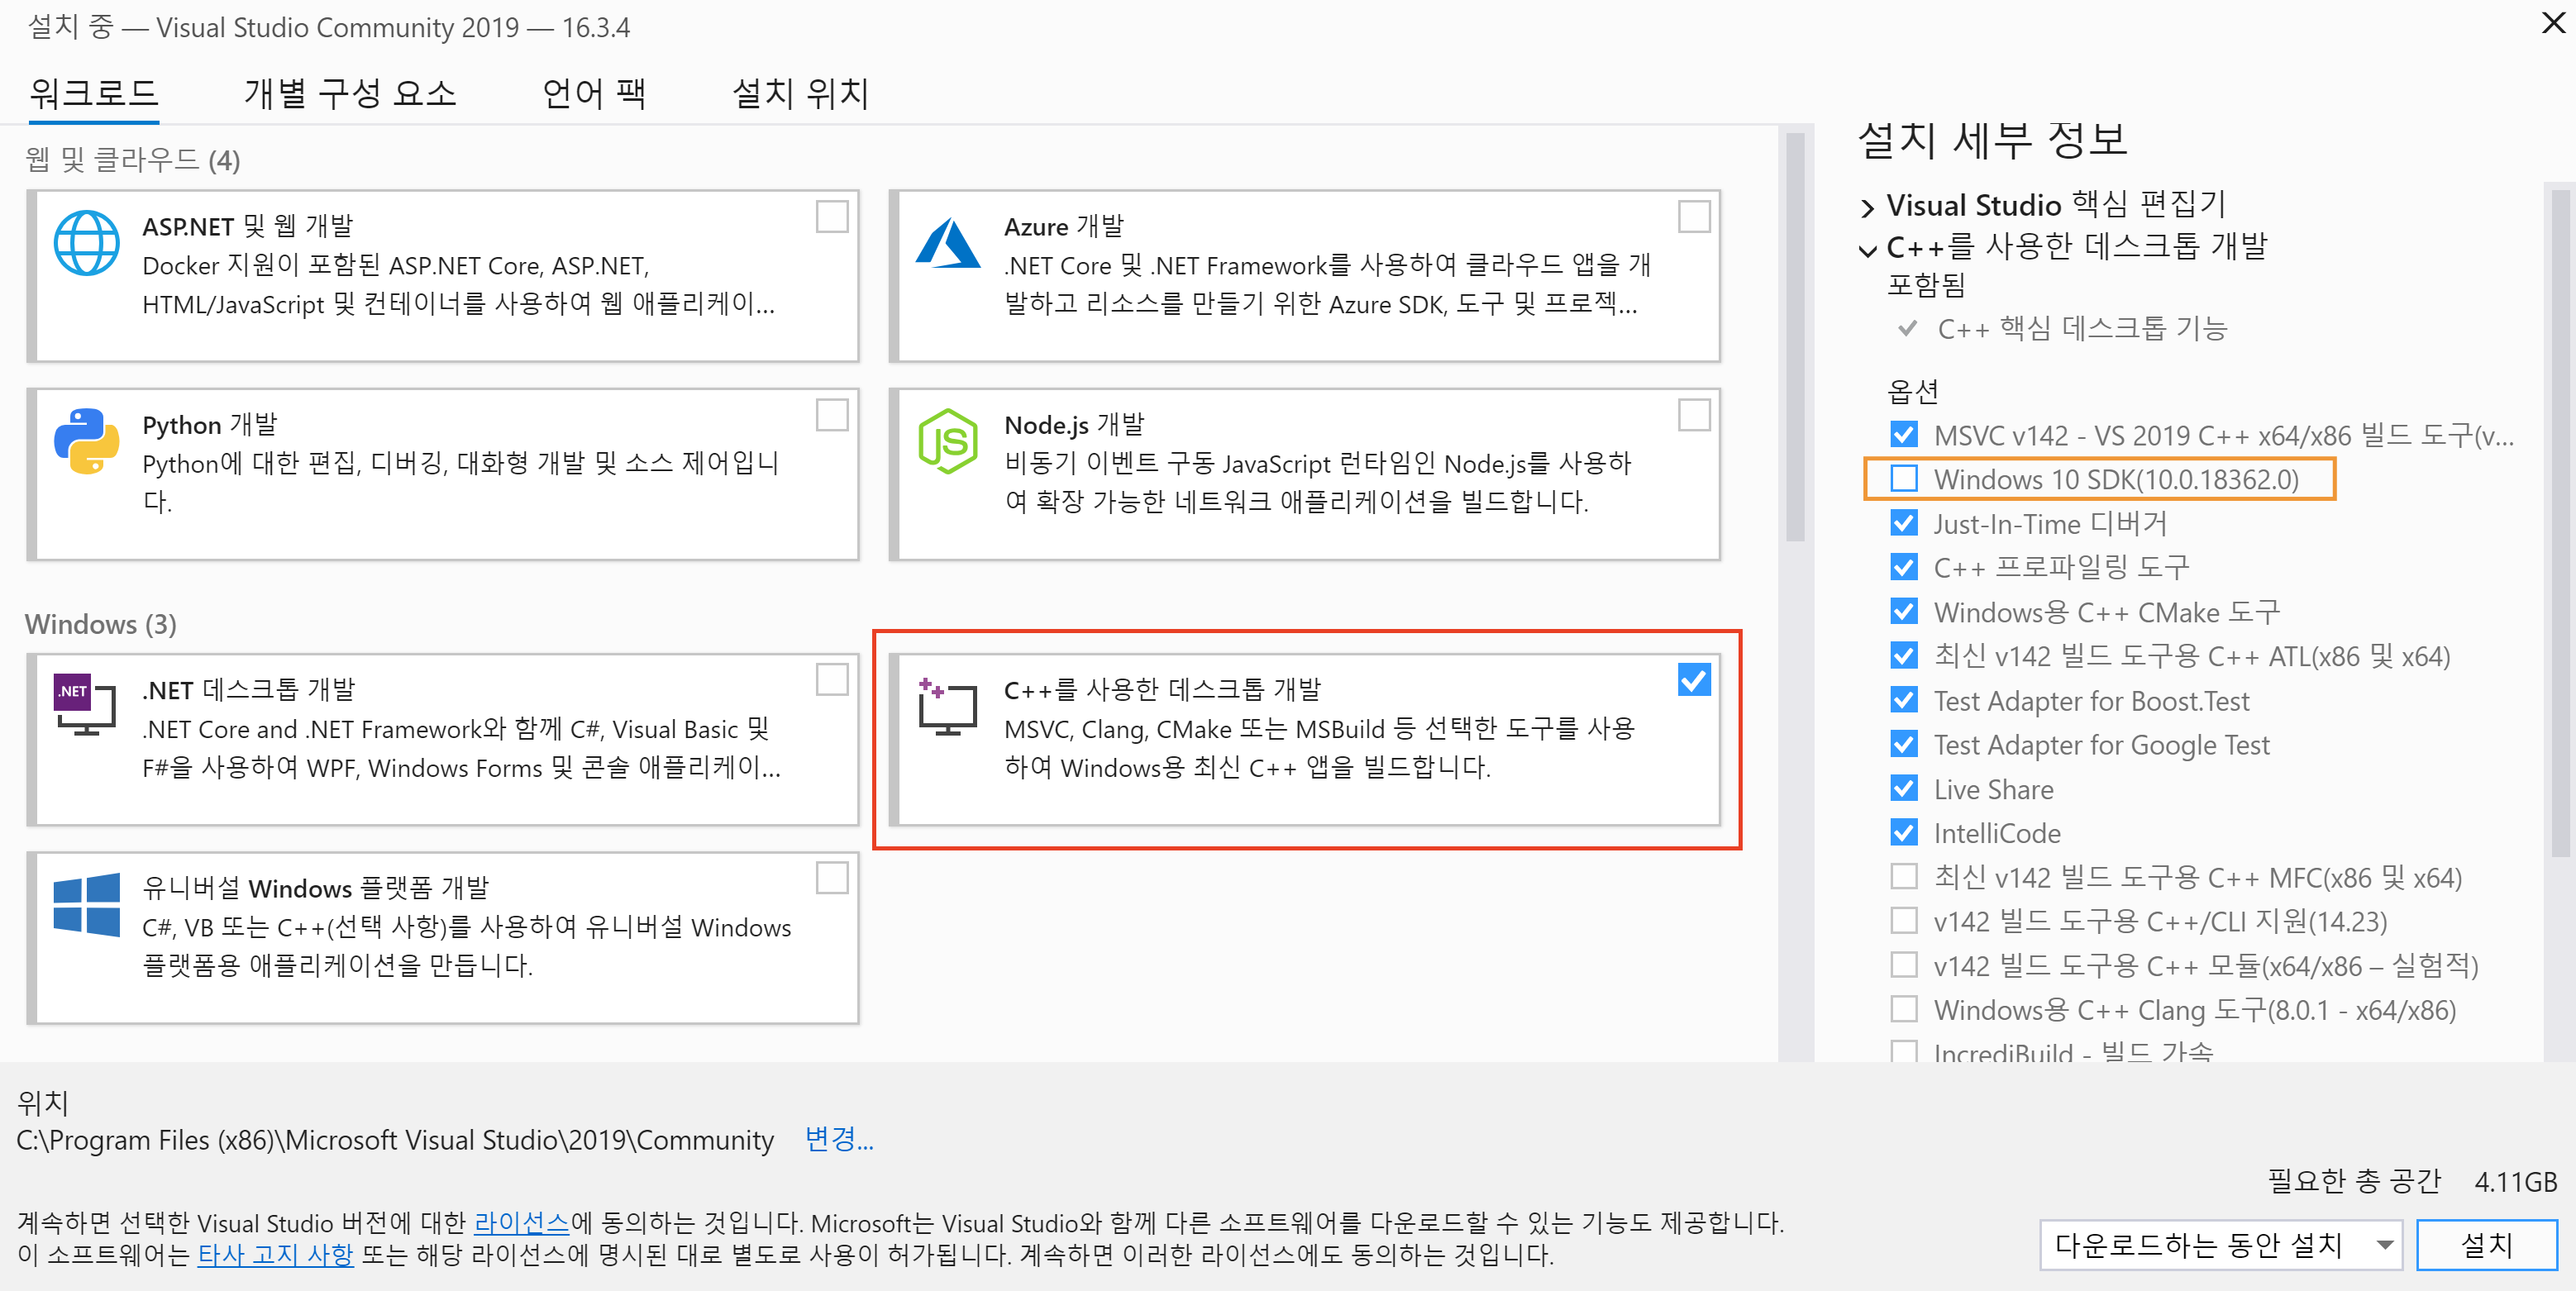 설치 중 — Visual Studio Community 2019 — 16.3.4
워크로드
개별 구성 요소
언어 팩
설치 위치
웹 및 클라우드 (4)
ASP.NET 및 웹 개발
Docker 지원이 포함된 ASP.NET Core, ASP.NET,
HTML/JavaScript 및 컨테이너를 사용하여 웹 애플리케이...
Azure 개발
.NET Core 및 .NET Framework를 사용하여 클라우드 앱을 개
발하고 리소스를 만들기 위한 Azure SDK, 도구 및 프로젝...
Python 개발
Python에 대한 편집, 디버깅, 대화형 개발 및 소스 제어입니
다.
JS
Node.js 개발
비동기 이벤트 구동 JavaScript 런타임인 Node.js를 사용하
여 확장 가능한 네트워크 애플리케이션을 빌드합니다.
Windows (3)
.NET
.NET 데스크톱 개발
.NET Core and .NET Framework와 함께 C#, Visual Basic 및
F#을 사용하여 WPF, Windows Forms 및 콘솔 애플리케이...
C++를 사용한 데스크톱 개발
MSVC, Clang, CMake 또는 MSBuild 등 선택한 도구를 사용
하여 Windows용 최신 C++ 앱을 빌드합니다.
유니버설 Windows 플랫폼 개발
C#, VB 또는 C++(선택 사항)를 사용하여 유니버설 Windows
플랫폼용 애플리케이션을 만듭니다.
설치 세부 정보
Visual Studio 핵심 편집기
C++를 사용한 데스크톱 개발
포함됨
C++ 핵심 데스크톱 기능
옵션
MSVC v142 - VS 2019 C++ x64/x86 빌드 도구(v...
Windows 10 SDK(10.0.18362.0)
Just-In-Time 디버거
C++ 프로파일링 도구
Windows용 C++ CMake 도구
최신 v142 빌드 도구용 C++ ATL(x86 및 x64)
Test Adapter for Boost.Test
Test Adapter for Google Test
Live Share
IntelliCode
최신 v142 빌드 도구용 C++ MFC(x86 및 x64)
v142 빌드 도구용 C++/CLI 지원(14.23)
v142 빌드 도구용 C++ 모듈(x64/x86 – 실험적)
Windows용 C++ Clang 도구(8.0.1 - x64/x86)
IncrediBuild - 빌드 가속
위치
C:\Program Files (x86)\Microsoft Visual Studio\2019\Community 변경...
필요한 총 공간 4.11GB
계속하면 선택한 Visual Studio 버전에 대한 라이선스에 동의하는 것입니다. Microsoft는 Visual Studio와 함께 다른 소프트웨어를 다운로드할 수 있는 기능도 제공합니다.
이 소프트웨어는 타사 고지 사항 또는 해당 라이선스에 명시된 대로 별도로 사용이 허가됩니다. 계속하면 이러한 라이선스에도 동의하는 것입니다.
다운로드하는 동안 설치
설치